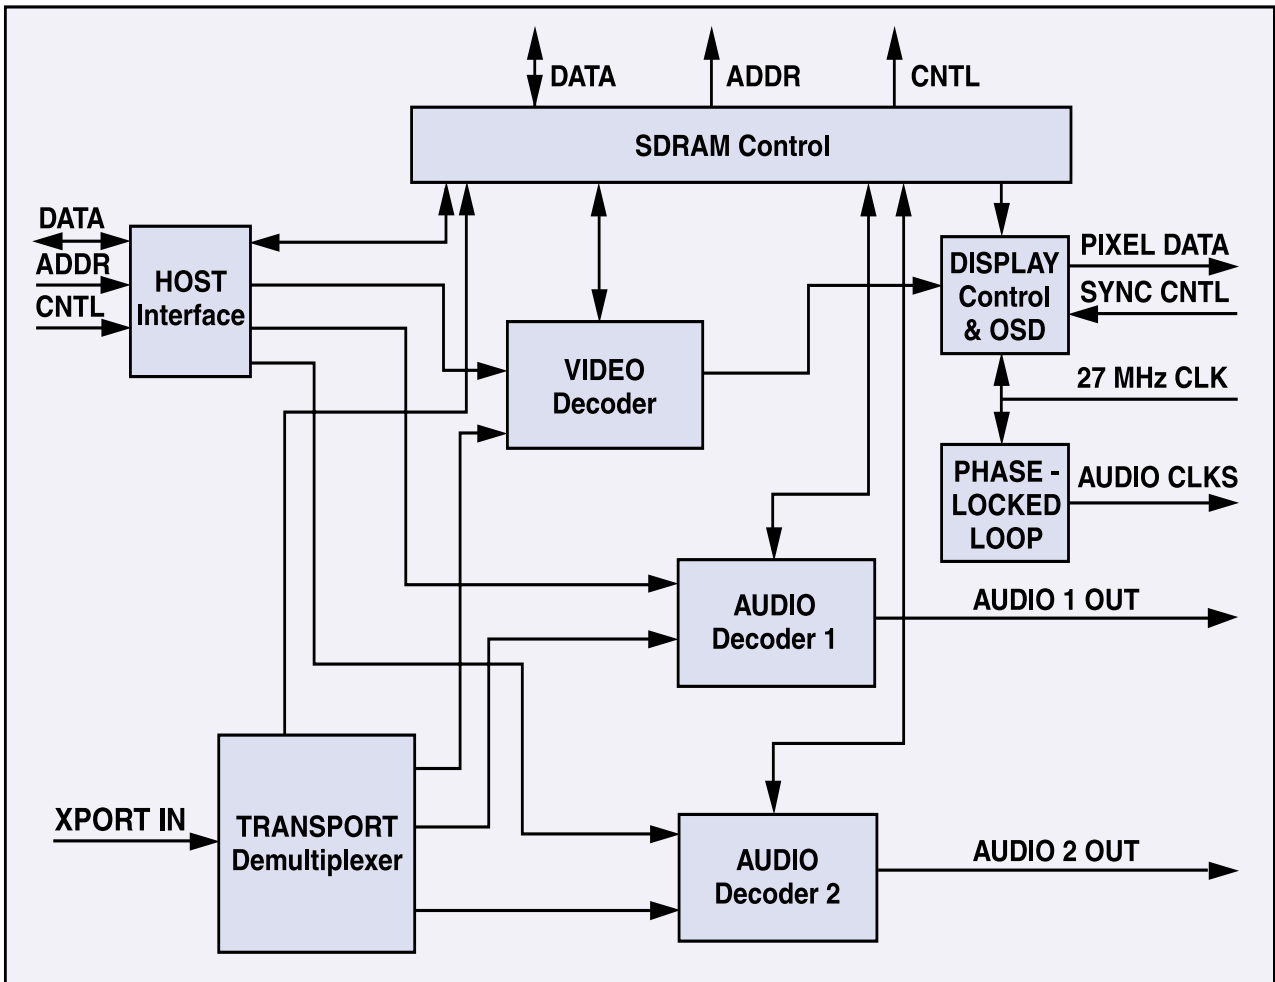 DATA
ADDR
CNTL
SDRAM Control
DATA
ADDR
CNTL
HOST
Interface
DISPLAY
Control
& OSD
PIXEL DATA
SYNC CNTL
27 MHz CLK
VIDEO
Decoder
PHASE -
LOCKED
LOOP
AUDIO CLKS
AUDIO
Decoder 1
AUDIO 1 OUT
XPORT IN
TRANSPORT
Demultiplexer
AUDIO
Decoder 2
AUDIO 2 OUT